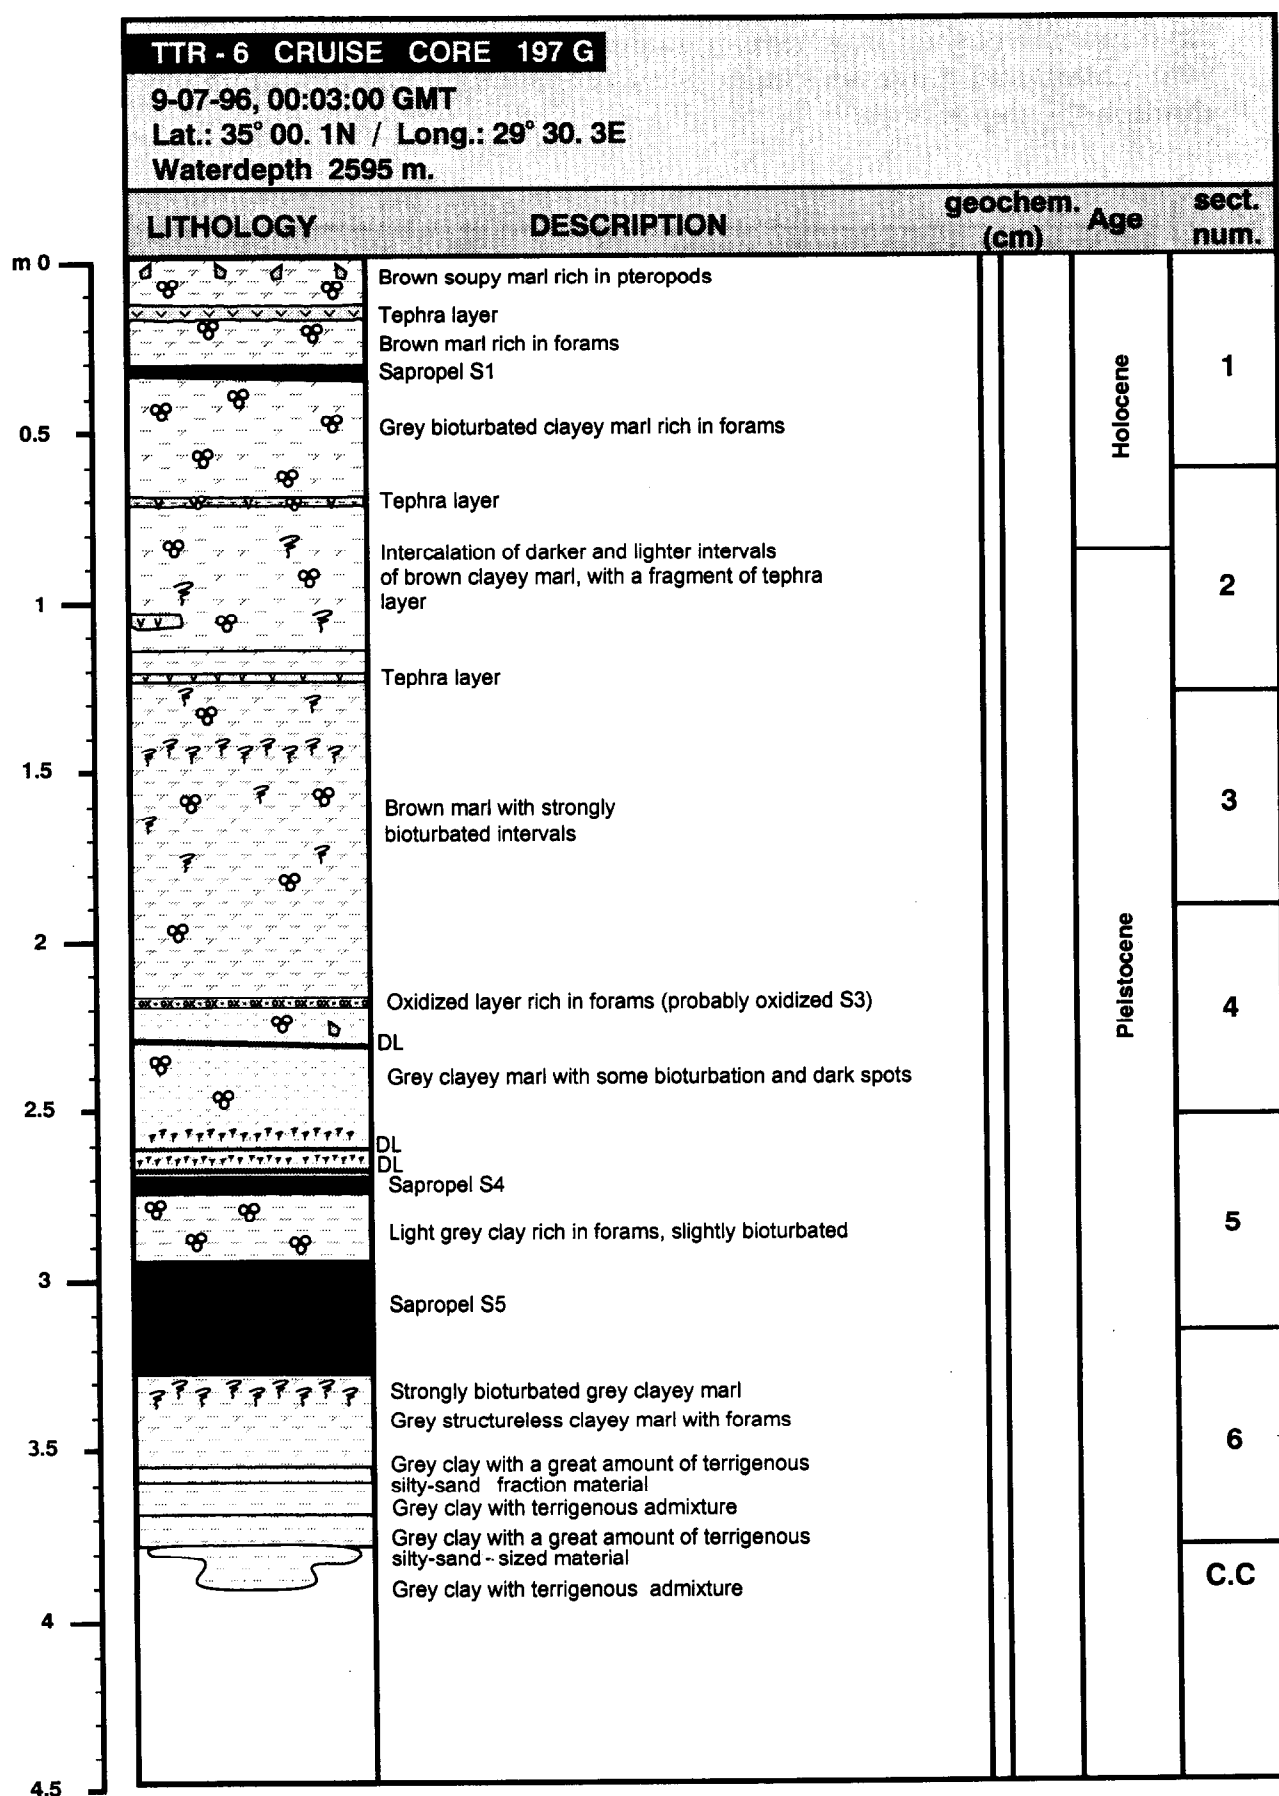 TTR - 6 CRUISE CORE 197 G
9-07-96, 00:03:00 GMT
Lat.: 35° 00. 1N / Long.: 29° 30. 3E
Waterdepth 2595 m.
LITHOLOGY DESCRIPTION geochem. (cm) Age sect. num.
m 0
Brown soupy marl rich in pteropods
Tephra layer
Brown marl rich in forams
Sapropel S1
1
Holocene
0.5
Grey bioturbated clayey marl rich in forams
Tephra layer
Intercalation of darker and lighter intervals
of brown clayey marl, with a fragment of tephra
layer
2
1
Tephra layer
1.5
3
Brown marl with strongly
bioturbated intervals
2
Pleistocene
Oxidized layer rich in forams (probably oxidized S3)
4
DL
Grey clayey marl with some bioturbation and dark spots
2.5
DL
DL
Sapropel S4
5
Light grey clay rich in forams, slightly bioturbated
3
Sapropel S5
Strongly bioturbated grey clayey marl
Grey structureless clayey marl with forams
6
3.5
Grey clay with a great amount of terrigenous
silty-sand fraction material
Grey clay with terrigenous admixture
Grey clay with a great amount of terrigenous
silty-sand - sized material
C.C
Grey clay with terrigenous admixture
4
4.5